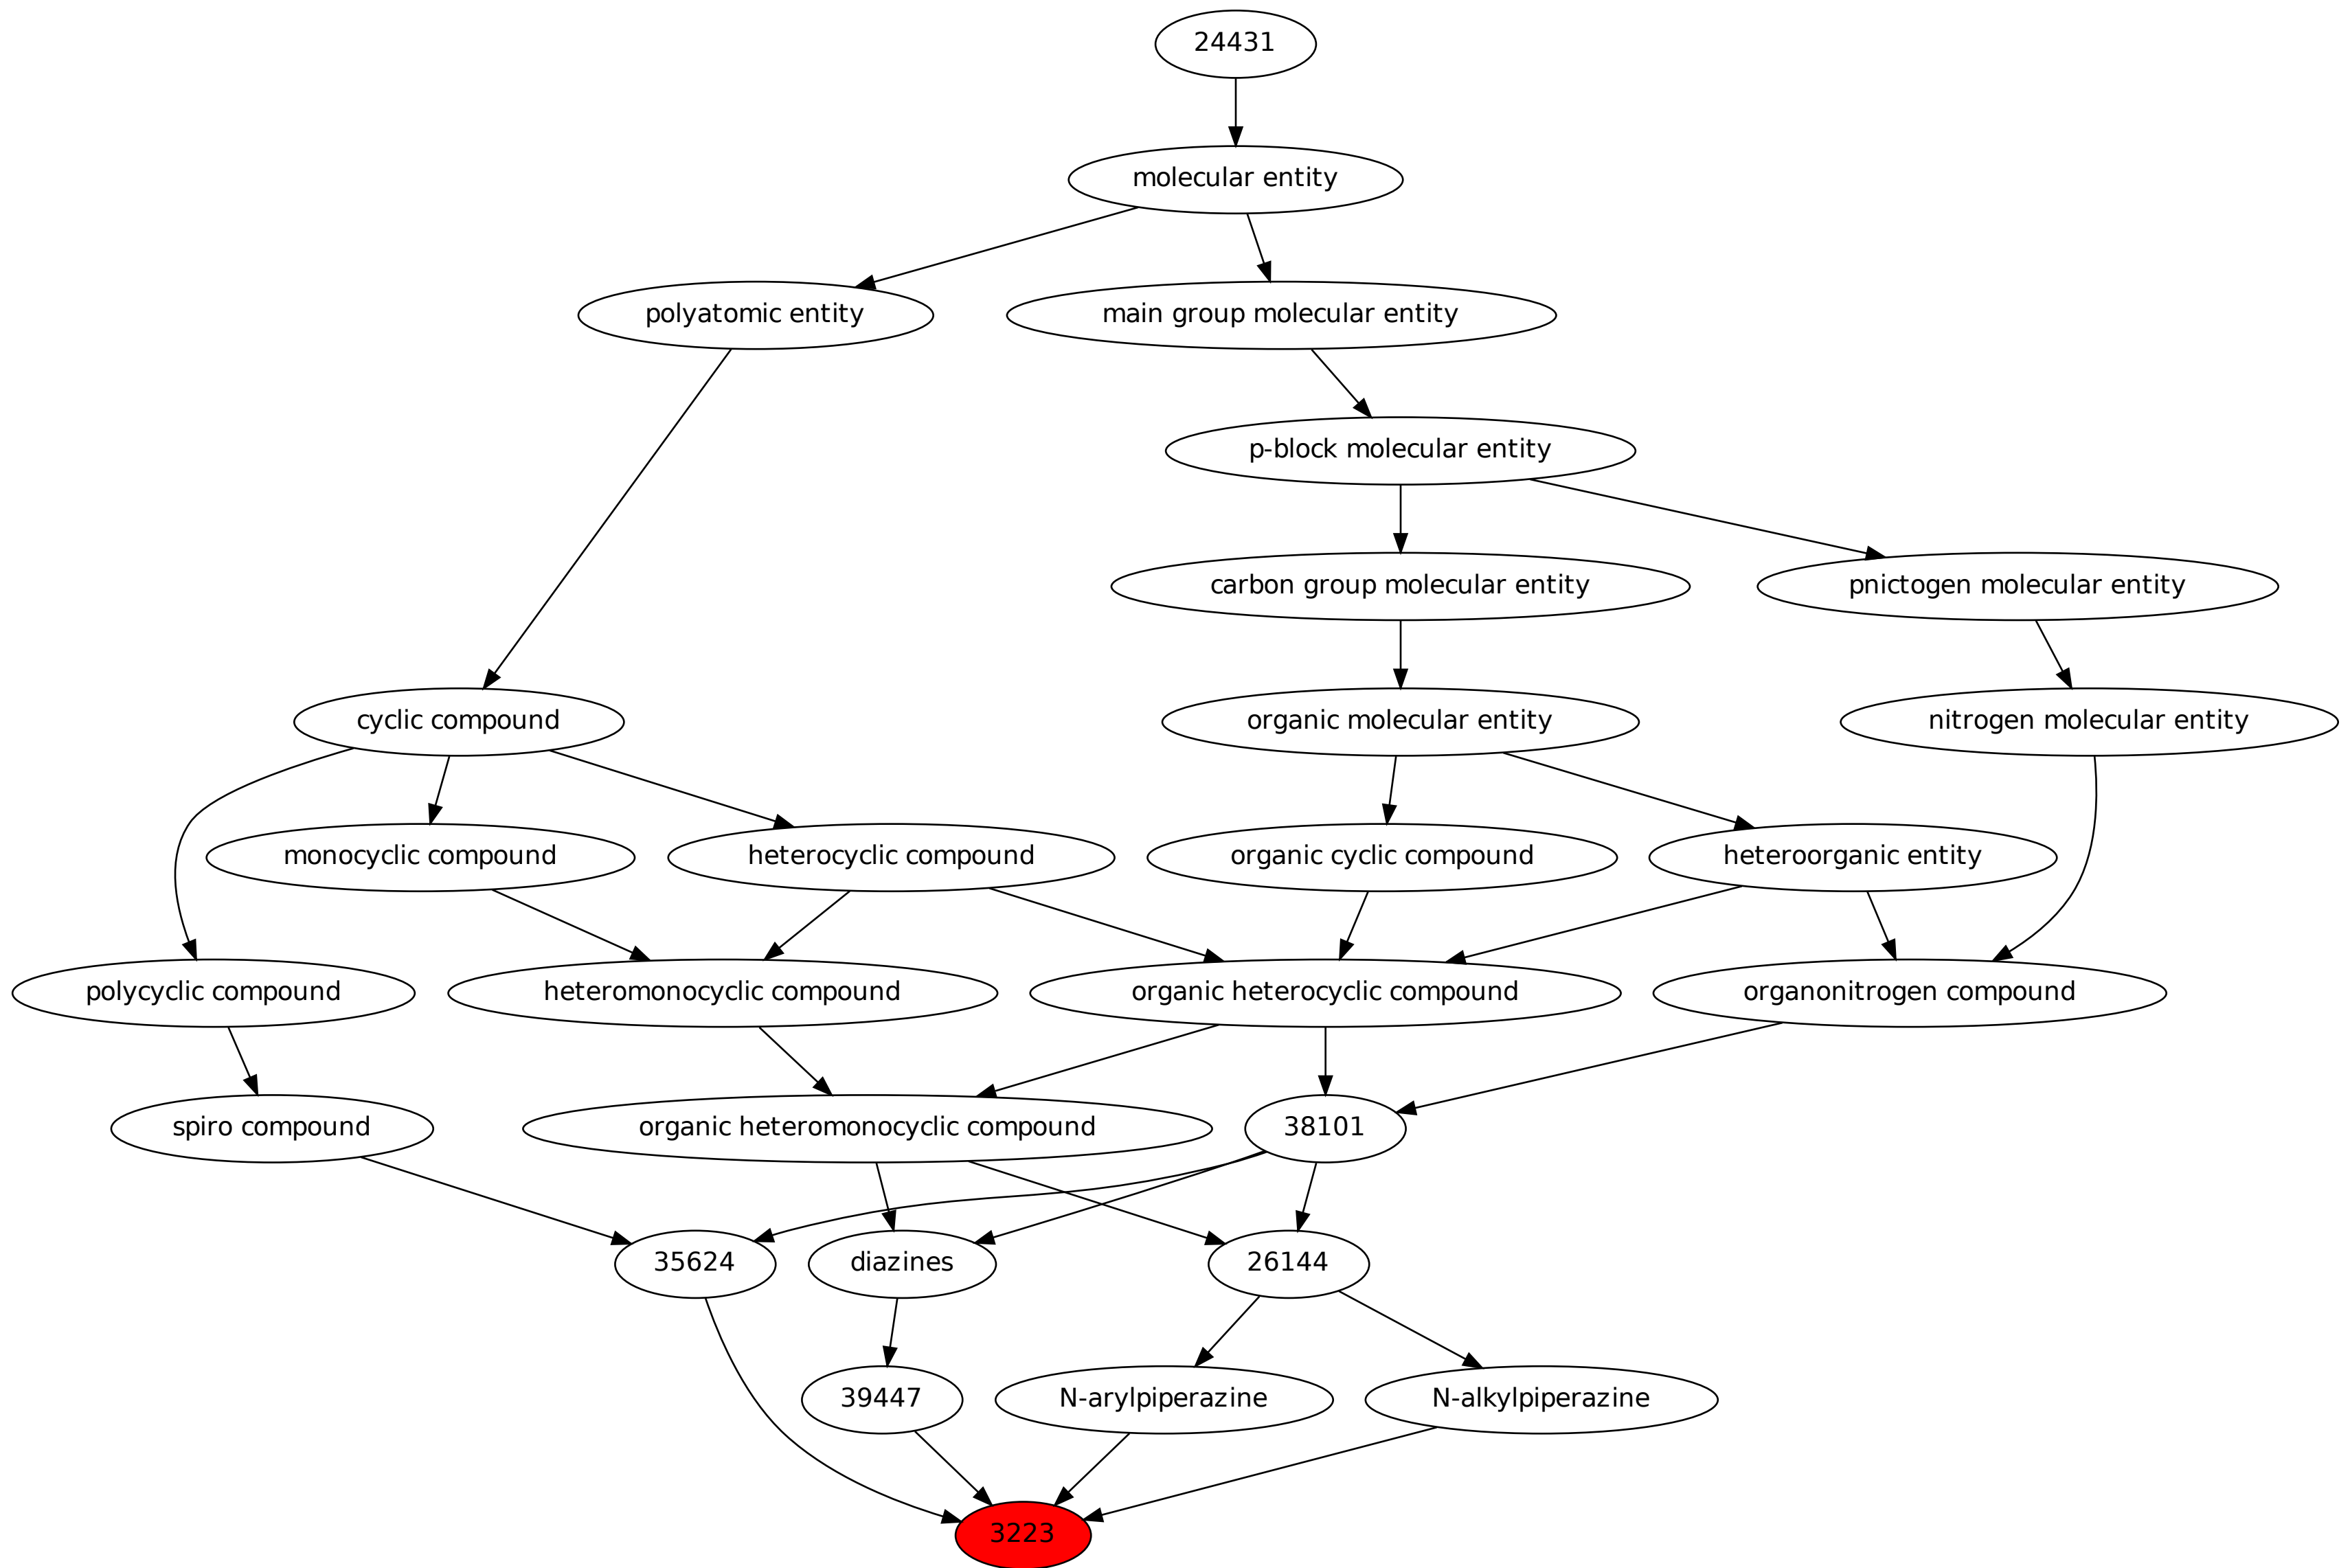 24431
molecular entity
polyatomic entity
main group molecular entity
p-block molecular entity
carbon group molecular entity
pnictogen molecular entity
cyclic compound
organic molecular entity
nitrogen molecular entity
monocyclic compound
heterocyclic compound
organic cyclic compound
heteroorganic entity
polycyclic compound
heteromonocyclic compound
organic heterocyclic compound
organonitrogen compound
spiro compound
organic heteromonocyclic compound
38101
35624
diazines
26144
39447
N-arylpiperazine
N-alkylpiperazine
3223